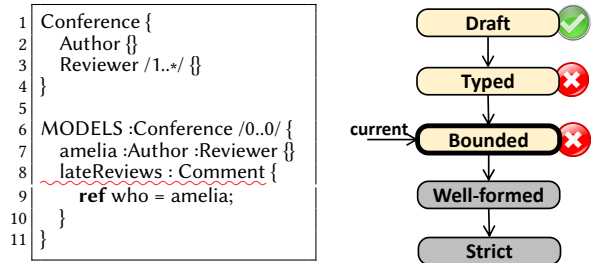 1 Conference {
2 Author {}
3 Reviewer /1..*/ {}
4 }
5
6 MODELS :Conference /0..0/ {
7 amelia :Author :Reviewer {}
8 lateReviews : Comment {
9 ref who = amelia;
10 }
11 }
Draft
Typed
current
Bounded
Well-formed
Strict